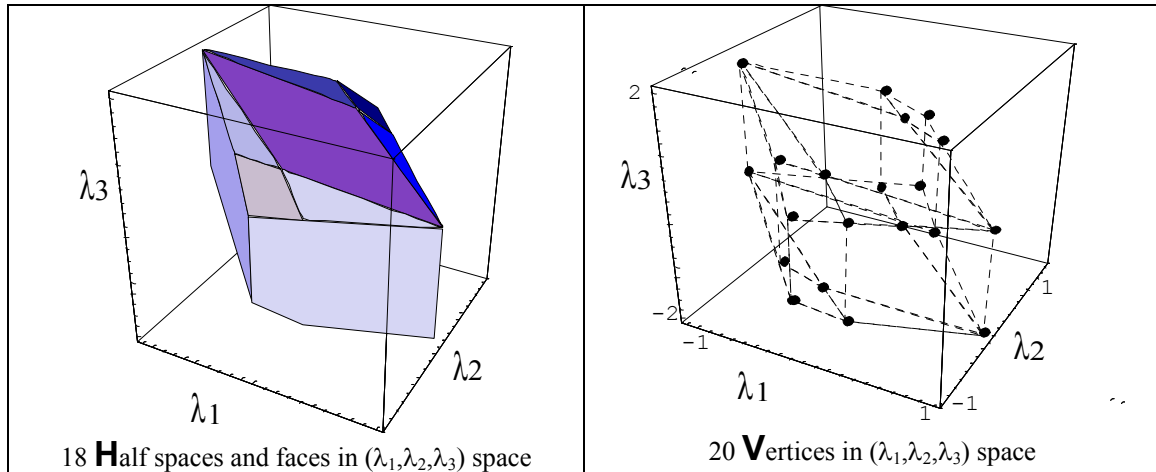 λ3
λ2
λ1
18 Half spaces and faces in (λ1,λ2,λ3) space
2
λ3
-2
-1
λ1
1
-1
λ2
1
20 Vertices in (λ1,λ2,λ3) space